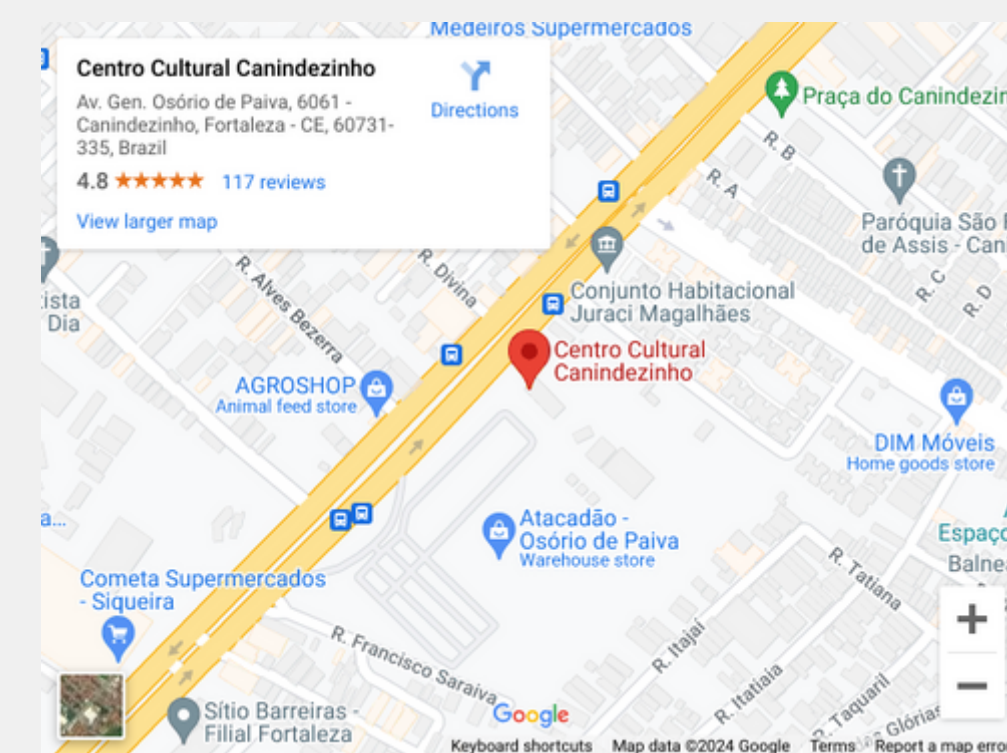 Medeiros Supermercados
Centro Cultural Canindezinho
Av. Gen. Osório de Paiva, 6061 -
Canindezinho, Fortaleza - CE, 60731-
335, Brazil
4.8
117 reviews
View larger map
Directions
Praça do Canindezin
R. B
R. A
Paróquia São
de Assis - Can
R. C
R. D
ista
Dia
R. Alves Bezerra
R. Divina
Conjunto Habitacional
Juraci Magalhães
Centro Cultural
Canindezinho
AGROSHOP
Animal feed store
DIM Móveis
Home goods store
a...
Atacadão -
Osório de Paiva
Warehouse store
Espaço
Balne
Cometa Supermercados
- Siqueira
R. Tatiana
R. Itajaí
R. Francisco Saraiva
R. Itatiaia
R. Taquaril
Glórias
+
−
Sítio Barreiras -
Filial Fortaleza
Google
Keyboard shortcuts
Map data ©2024 Google
Terms
Report a map erro